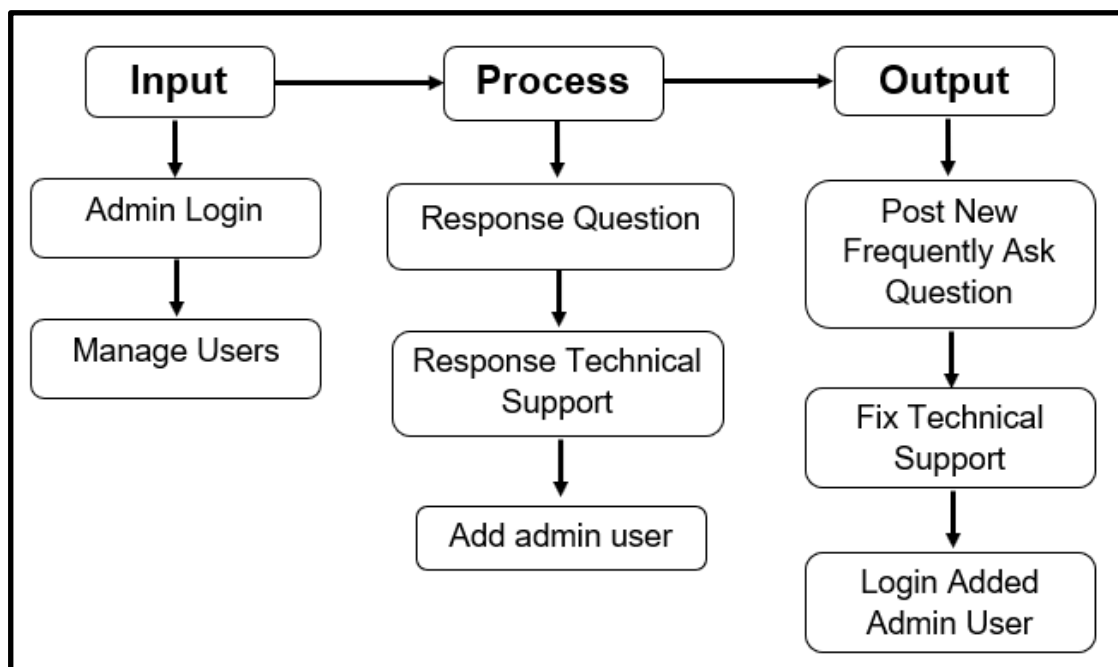 Input
Process
Output
Admin Login
Manage Users
Response Question
Response Technical
Support
Add admin user
Post New
Frequently Ask
Question
Fix Technical
Support
Login Added
Admin User